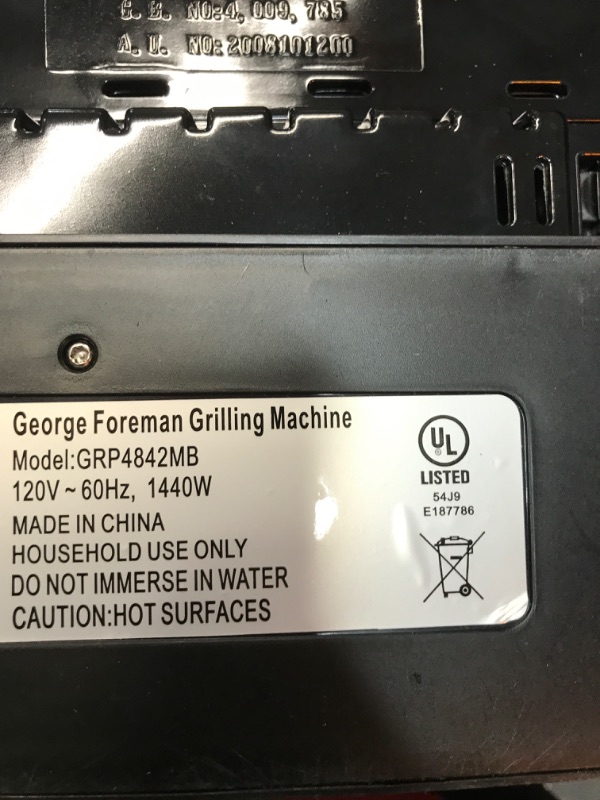 G. B. NO:4, 009, 785
A. U. NO: 2008101200
George Foreman Grilling Machine
Model:GRP4842MB
120V ~ 60Hz, 1440W
MADE IN CHINA
HOUSEHOLD USE ONLY
DO NOT IMMERSE IN WATER
CAUTION:HOT SURFACES
UL
LISTED
54J9
E187786